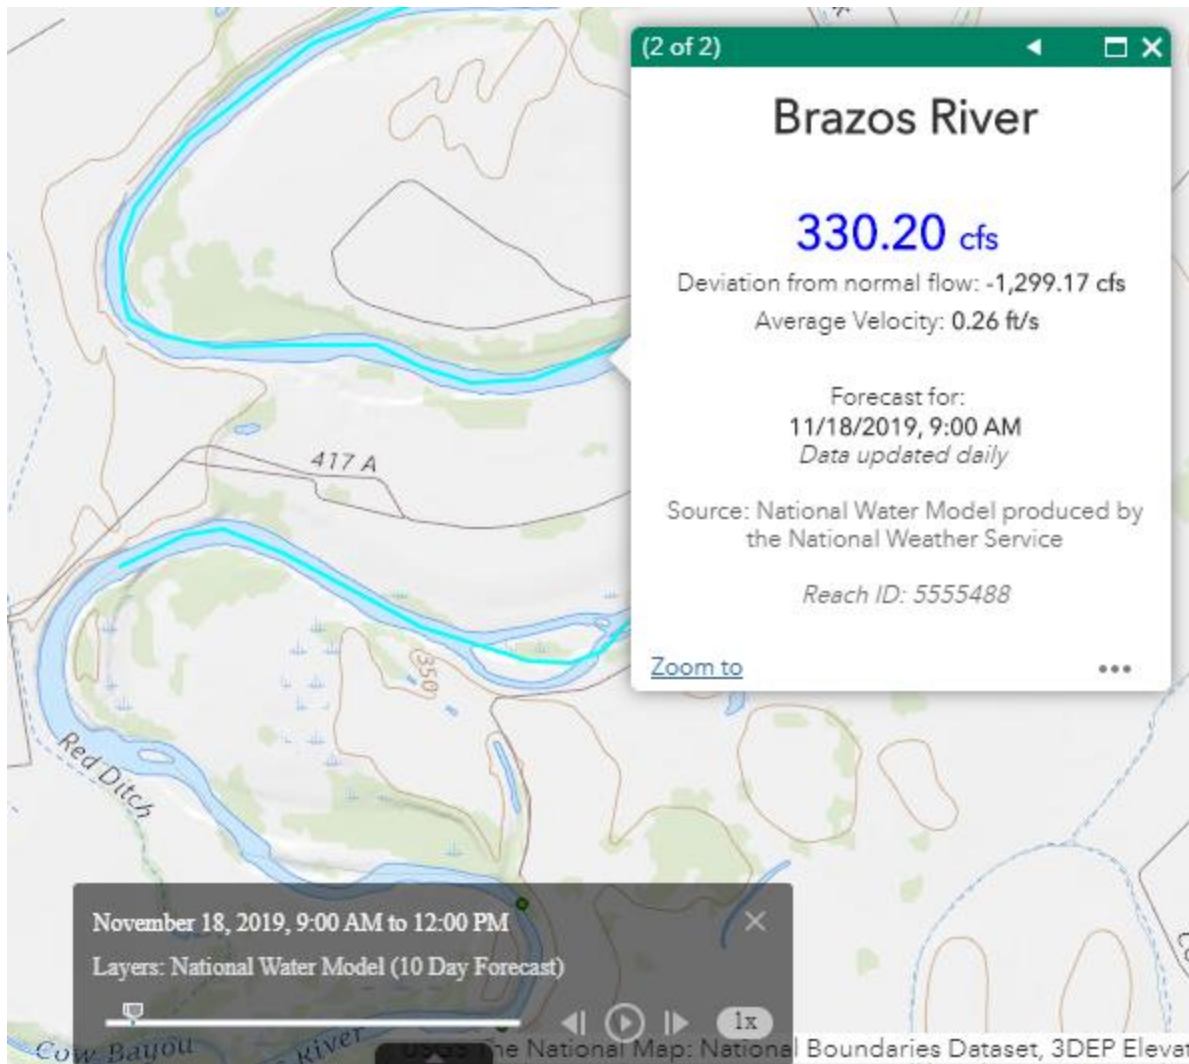 (2 of 2)
Brazos River
330.20 cfs
Deviation from normal flow: -1,299.17 cfs
Average Velocity: 0.26 ft/s
Forecast for:
11/18/2019, 9:00 AM
Data updated daily
Source: National Water Model produced by
the National Weather Service
Reach ID: 5555488
Zoom to
417 A
350
Red Ditch
November 18, 2019, 9:00 AM to 12:00 PM
Layers: National Water Model (10 Day Forecast)
1x
Cow Bayou
River
USGS The National Map: National Boundaries Dataset, 3DEP Elevat